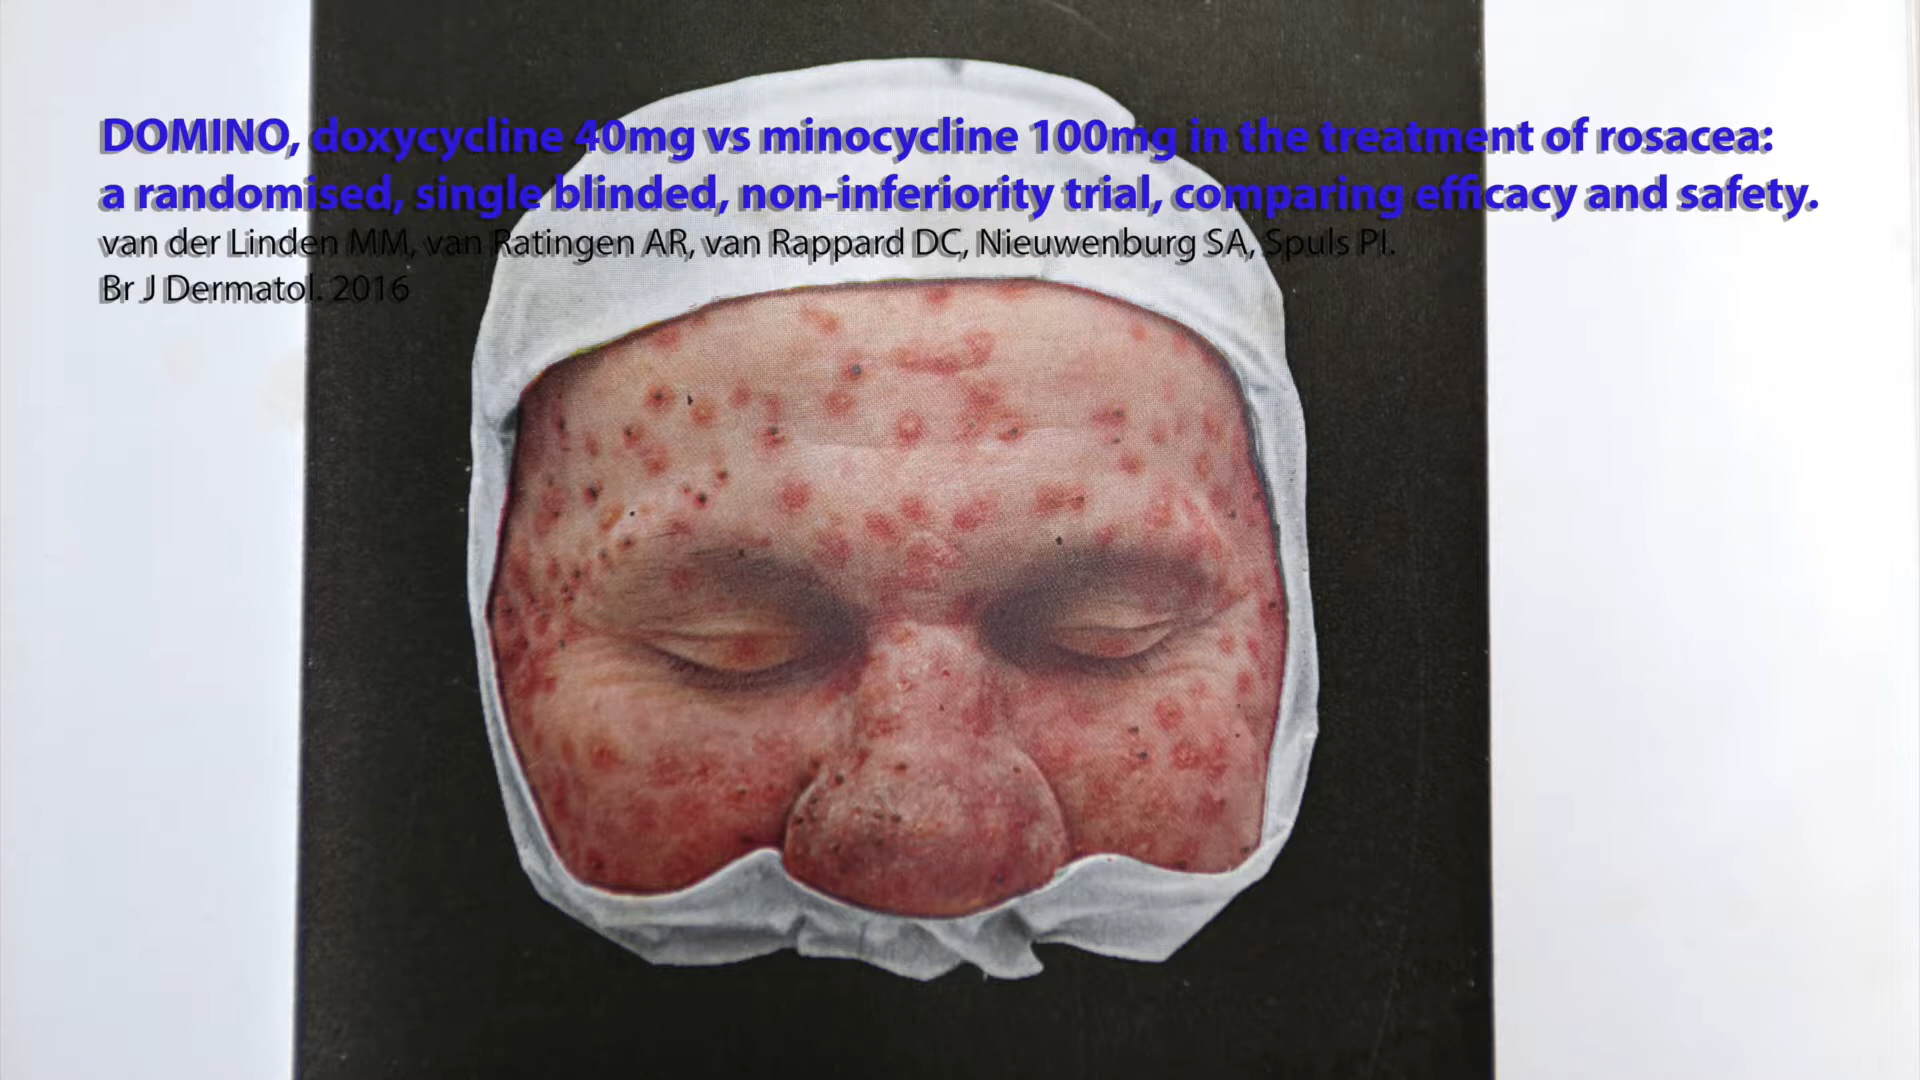 DOMINO, doxycycline 40mg vs minocycline 100mg in the treatment of rosacea:
a randomised, single blinded, non-inferiority trial, comparing efficacy and safety.
van der Linden MM, van Ratingen AR, van Rappard DC, Nieuwenburg SA, Spuls PI.
Br J Dermatol. 2016